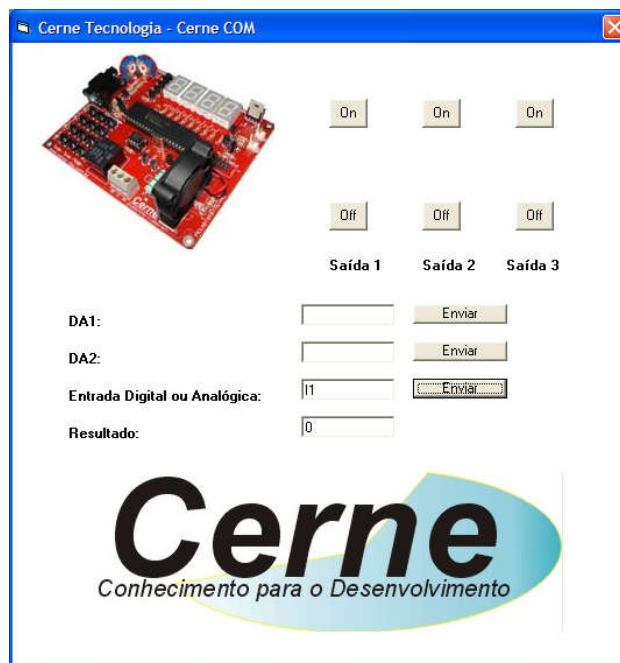 Cerne Tecnologia - Cerne COM
On On On
Off Off Off
Saída 1 Saída 2 Saída 3
DA1: Enviar
DA2: Enviar
Entrada Digital ou Analógica: I1 Enviar
Resultado: 0
Cerne
Conhecimento para o Desenvolvimento
Cerne